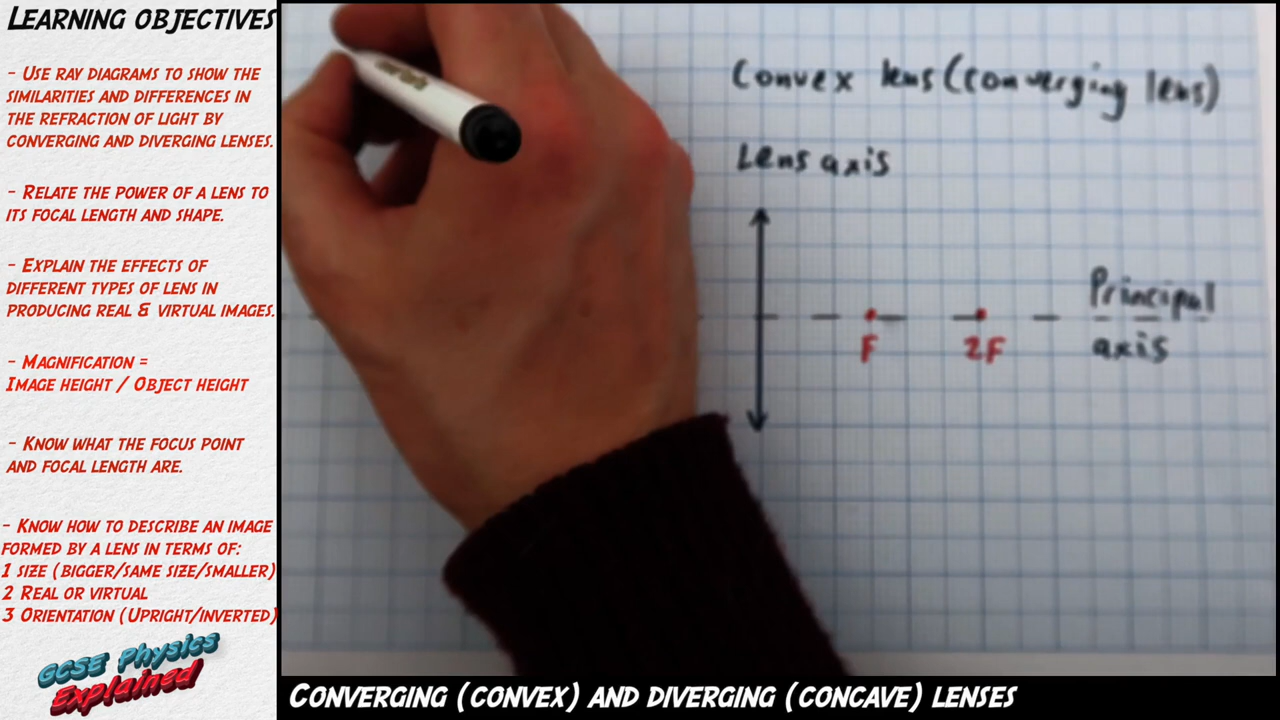 LEARNING OBJECTIVES
- USE RAY DIAGRAMS TO SHOW THE
SIMILARITIES AND DIFFERENCES IN
THE REFRACTION OF LIGHT BY
CONVERGING AND DIVERGING LENSES.
- RELATE THE POWER OF A LENS TO
ITS FOCAL LENGTH AND SHAPE.
- EXPLAIN THE EFFECTS OF
DIFFERENT TYPES OF LENS IN
PRODUCING REAL & VIRTUAL IMAGES.
- MAGNIFICATION =
IMAGE HEIGHT / OBJECT HEIGHT
- KNOW WHAT THE FOCUS POINT
AND FOCAL LENGTH ARE.
- KNOW HOW TO DESCRIBE AN IMAGE
FORMED BY A LENS IN TERMS OF:
1 SIZE (BIGGER/SAME SIZE/SMALLER)
2 REAL OR VIRTUAL
3 ORIENTATION (UPRIGHT/INVERTED)
GCSE Physics
Explained
Convex lens (converging lens)
Lens axis
Principal
axis
F
2F
CONVERGING (CONVEX) AND DIVERGING (CONCAVE) LENSES